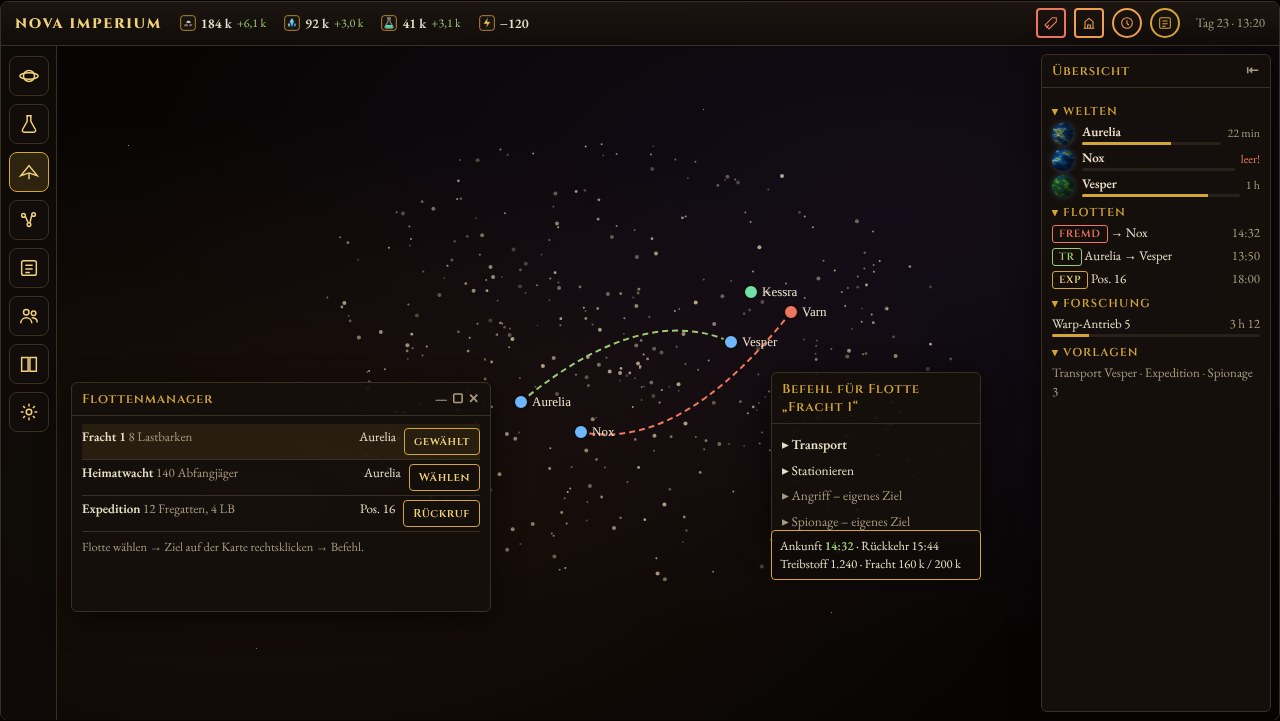 NOVA IMPERIUM 184 k +6,1 k 92 k +3,0 k 41 k +3,1 k −120 Tag 23 · 13:20
ÜBERSICHT
▾ WELTEN
Aurelia 22 min
Nox leer!
Vesper 1 h
▾ FLOTTEN
FREMD → Nox 14:32
TR Aurelia → Vesper 13:50
EXP Pos. 16 18:00
▾ FORSCHUNG
Warp-Antrieb 5 3 h 12
▾ VORLAGEN
Transport Vesper · Expedition · Spionage
3
Kessra
Varn
Vesper
Aurelia
Nox
FLOTTENMANAGER
Fracht 1 8 Lastbarken Aurelia GEWÄHLT
Heimatwacht 140 Abfangjäger Aurelia WÄHLEN
Expedition 12 Fregatten, 4 LB Pos. 16 RÜCKRUF
Flotte wählen → Ziel auf der Karte rechtsklicken → Befehl.
BEFEHL FÜR FLOTTE
„FRACHT 1“
▸ Transport
▸ Stationieren
▸ Angriff – eigenes Ziel
▸ Spionage – eigenes Ziel
Ankunft 14:32 · Rückkehr 15:44
Treibstoff 1.240 · Fracht 160 k / 200 k